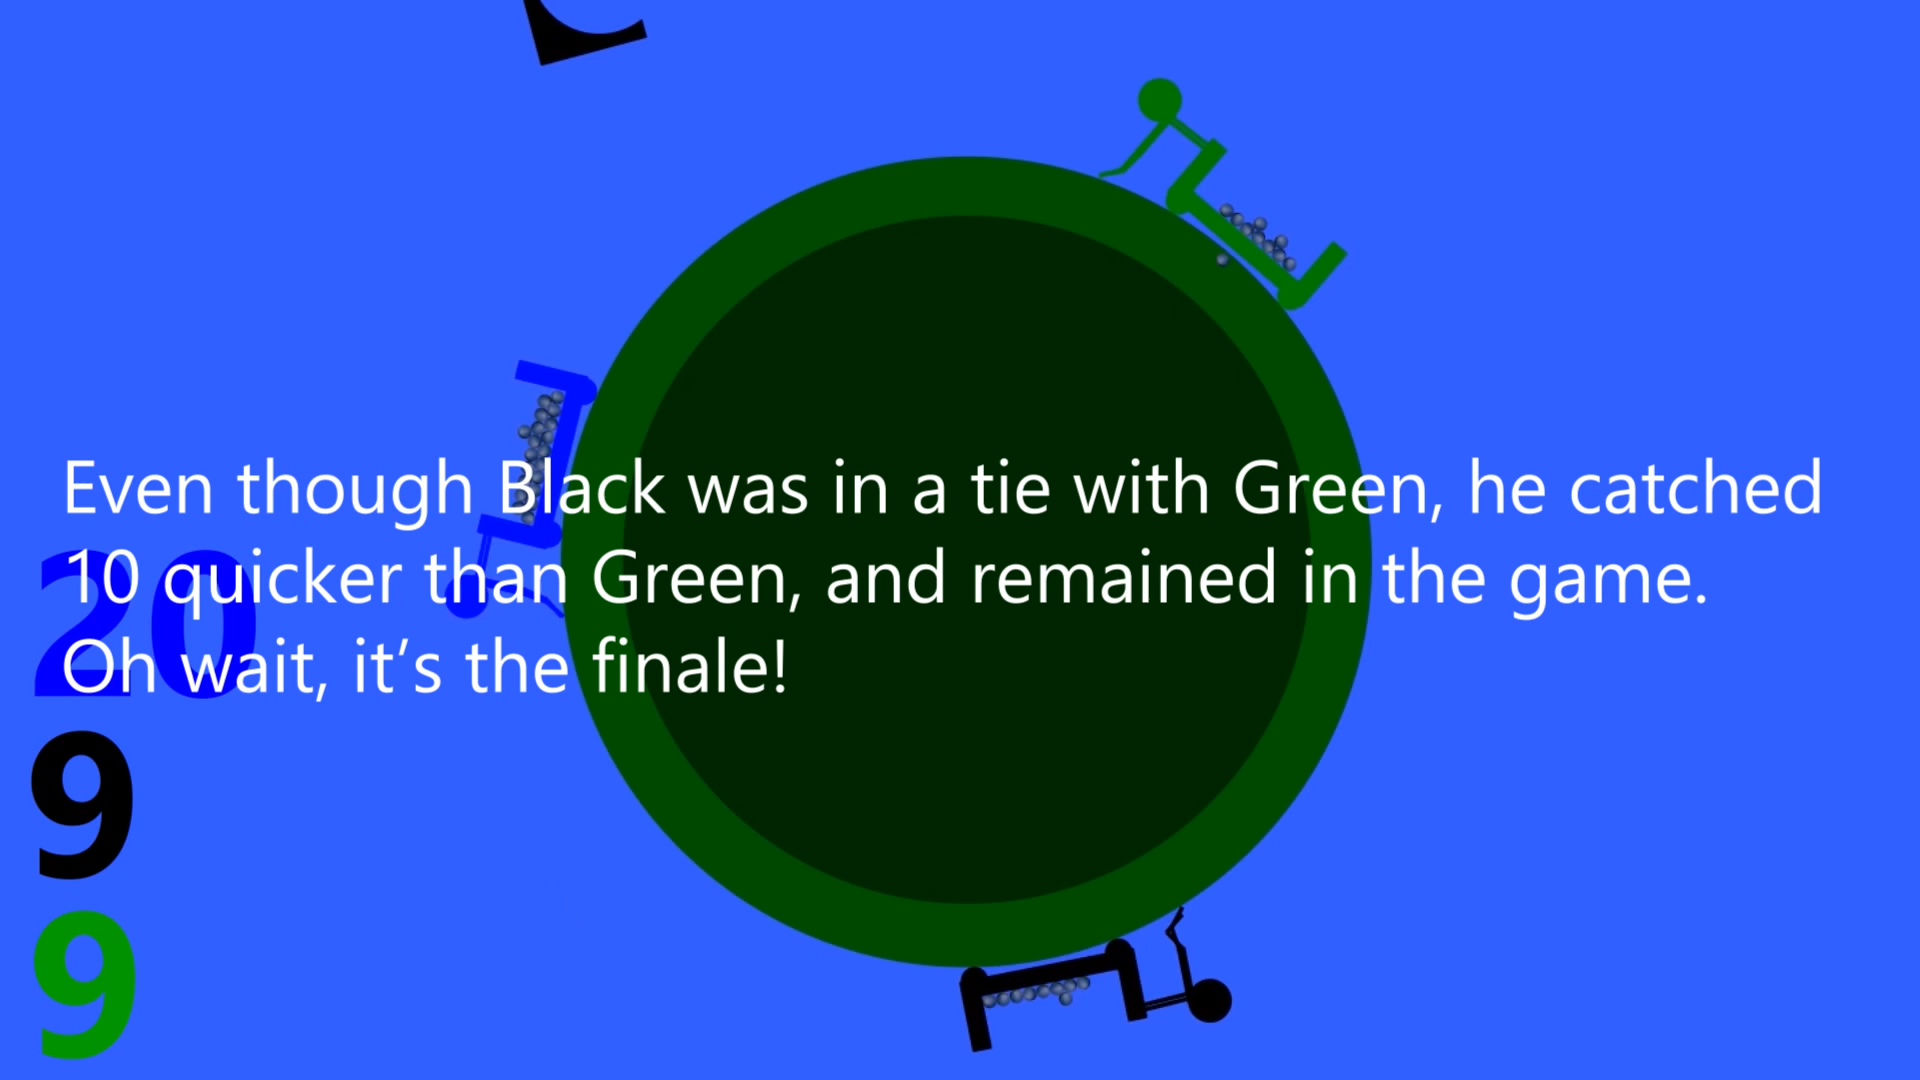 Even though Black was in a tie with Green, he catched
10 quicker than Green, and remained in the game.
Oh wait, it’s the finale!
20
9
9